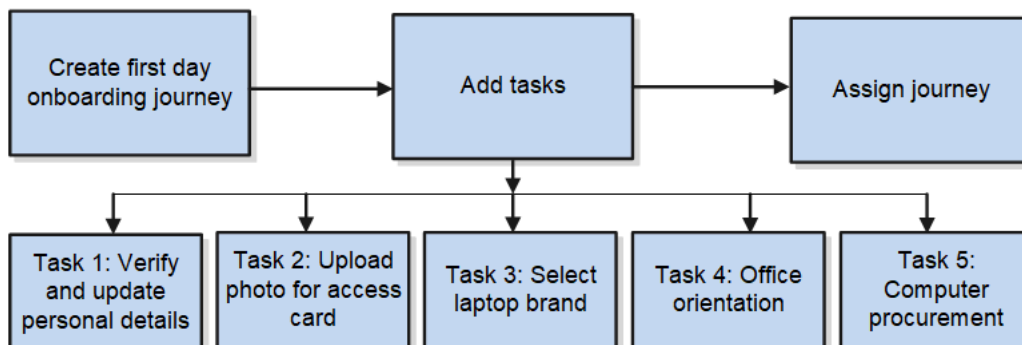 Create first day
onboarding journey
Add tasks
Assign journey
Task 1: Verify
and update
personal details
Task 2: Upload
photo for access
card
Task 3: Select
laptop brand
Task 4: Office
orientation
Task 5:
Computer
procurement